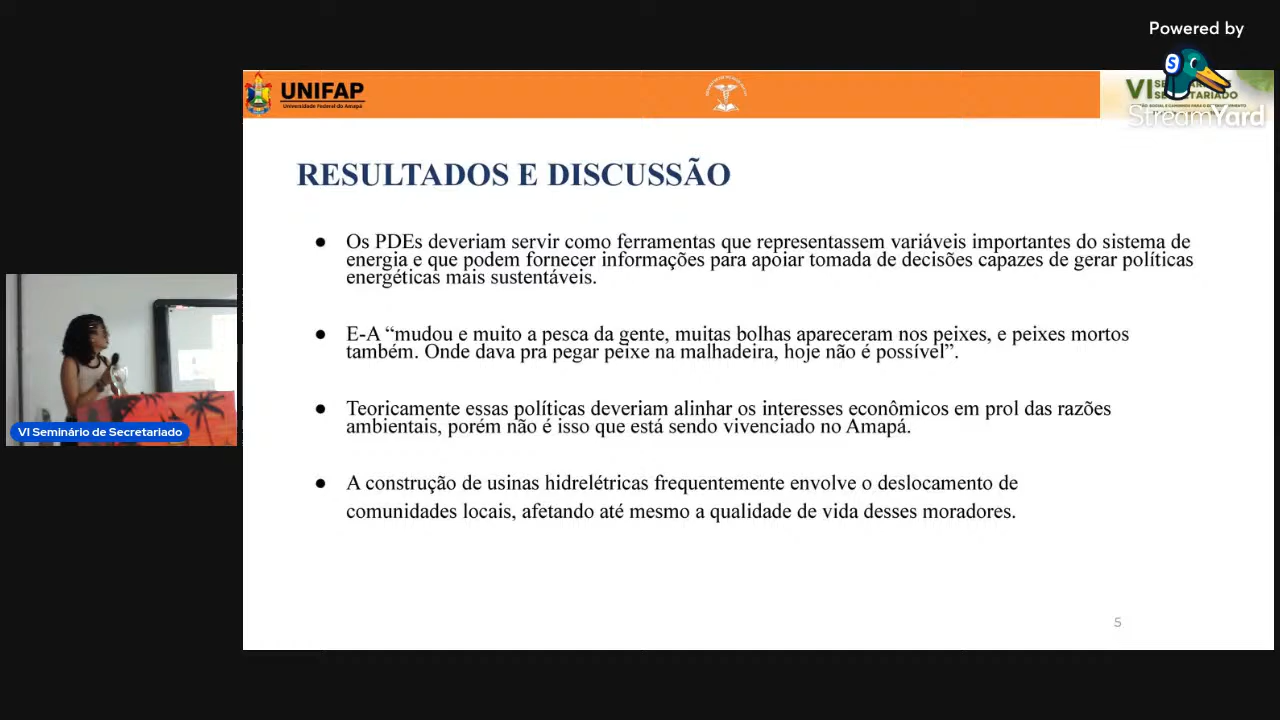 Powered by
StreamYard
UNIFAP
Universidade Federal do Amapá
VI
RESULTADOS E DISCUSSÃO
● Os PDEs deveriam servir como ferramentas que representassem variáveis importantes do sistema de
energia e que podem fornecer informações para apoiar tomada de decisões capazes de gerar políticas
energéticas mais sustentáveis.
● E-A “mudou e muito a pesca da gente, muitas bolhas apareceram nos peixes, e peixes mortos
também. Onde dava pra pegar peixe na malhadeira, hoje não é possível”.
● Teoricamente essas políticas deveriam alinhar os interesses econômicos em prol das razões
ambientais, porém não é isso que está sendo vivenciado no Amapá.
● A construção de usinas hidrelétricas frequentemente envolve o deslocamento de
comunidades locais, afetando até mesmo a qualidade de vida desses moradores.
VI Seminário de Secretariado
5